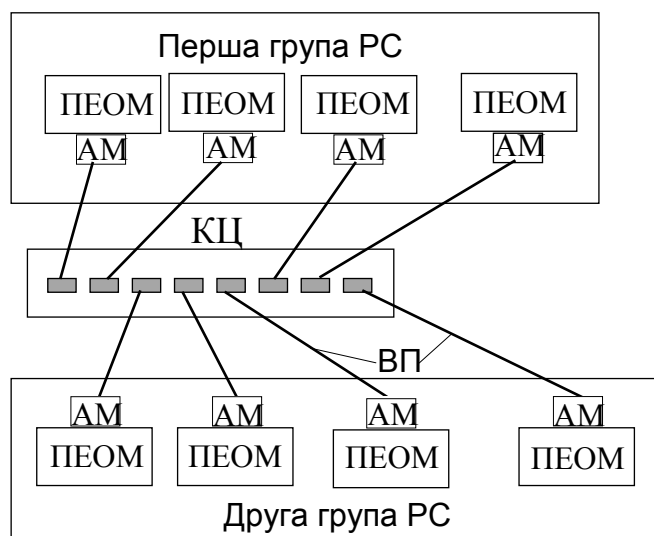 Перша група РС
ПЕОМ ПЕОМ ПЕОМ ПЕОМ
АМ АМ АМ АМ
КЦ
ВП
АМ АМ АМ АМ
ПЕОМ ПЕОМ ПЕОМ ПЕОМ
Друга група РС